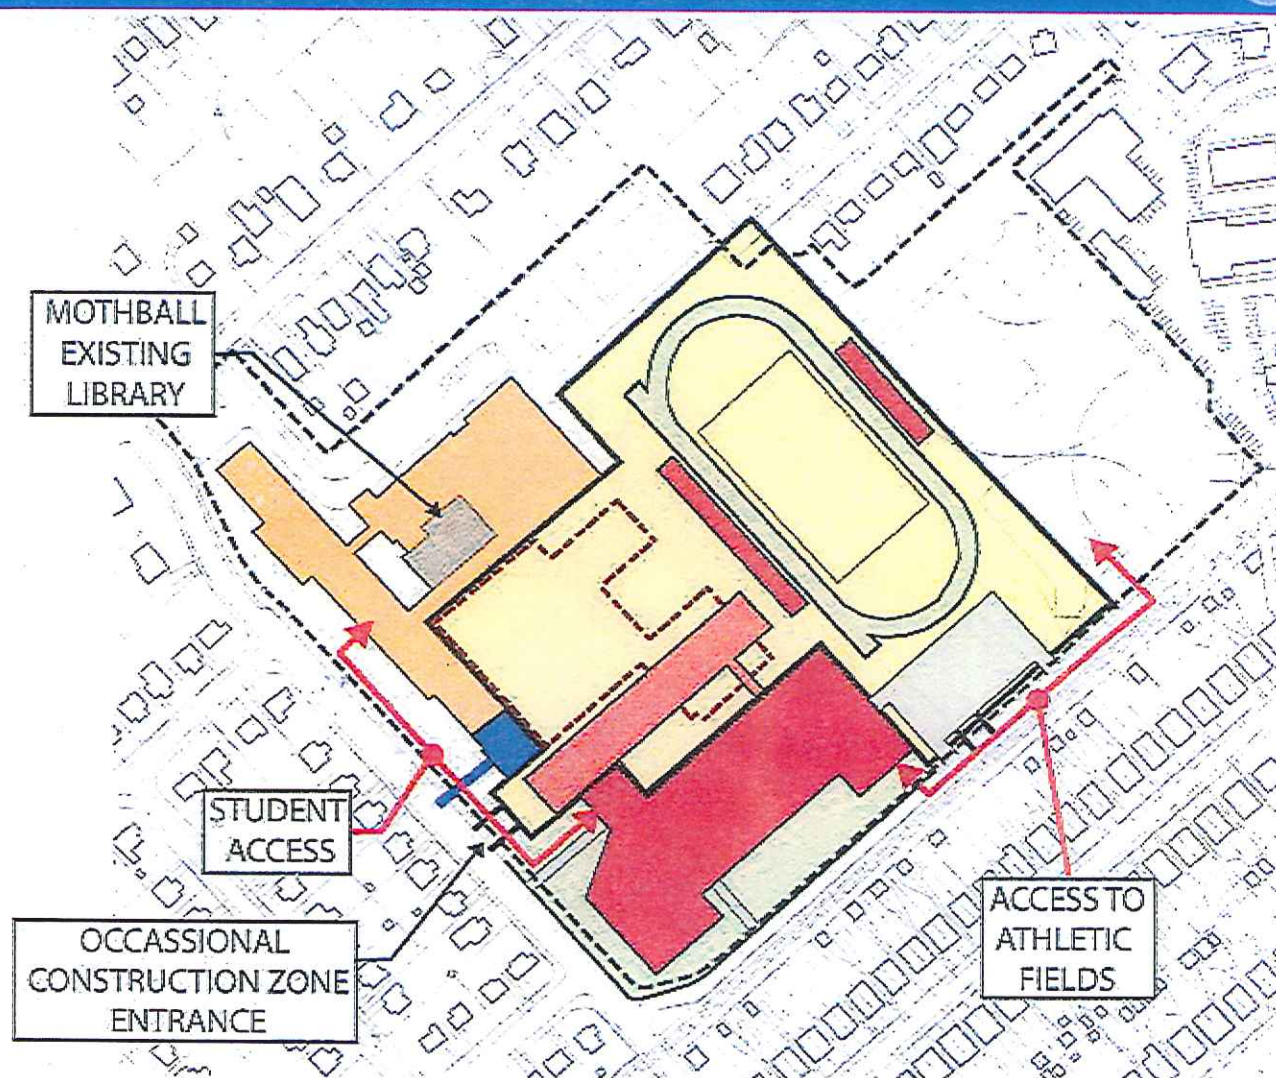 MOTHBALL
EXISTING
LIBRARY
STUDENT
ACCESS
OCCASSIONAL
CONSTRUCTION ZONE
ENTRANCE
ACCESS TO
ATHLETIC
FIELDS